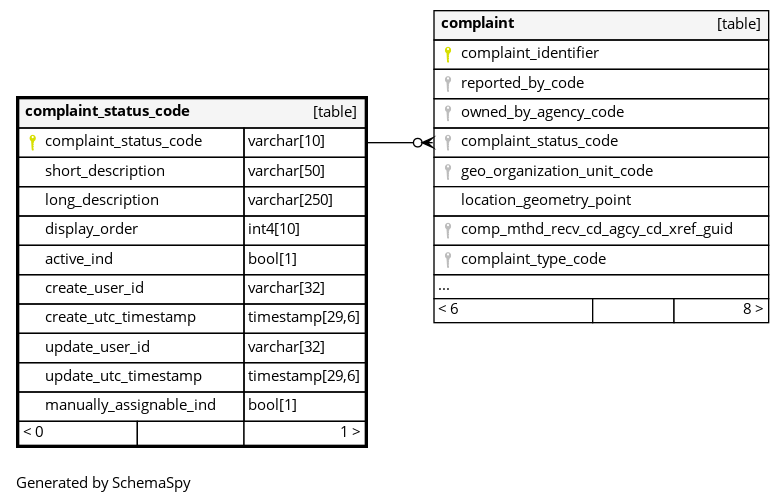 complaint [table]
complaint_identifier
reported_by_code
owned_by_agency_code
complaint_status_code
geo_organization_unit_code
location_geometry_point
comp_mthd_recv_cd_agcy_cd_xref_guid
complaint_type_code
...
< 6 8 >
complaint_status_code [table]
complaint_status_code varchar[10]
short_description varchar[50]
long_description varchar[250]
display_order int4[10]
active_ind bool[1]
create_user_id varchar[32]
create_utc_timestamp timestamp[29,6]
update_user_id varchar[32]
update_utc_timestamp timestamp[29,6]
manually_assignable_ind bool[1]
< 0 1 >
Generated by SchemaSpy